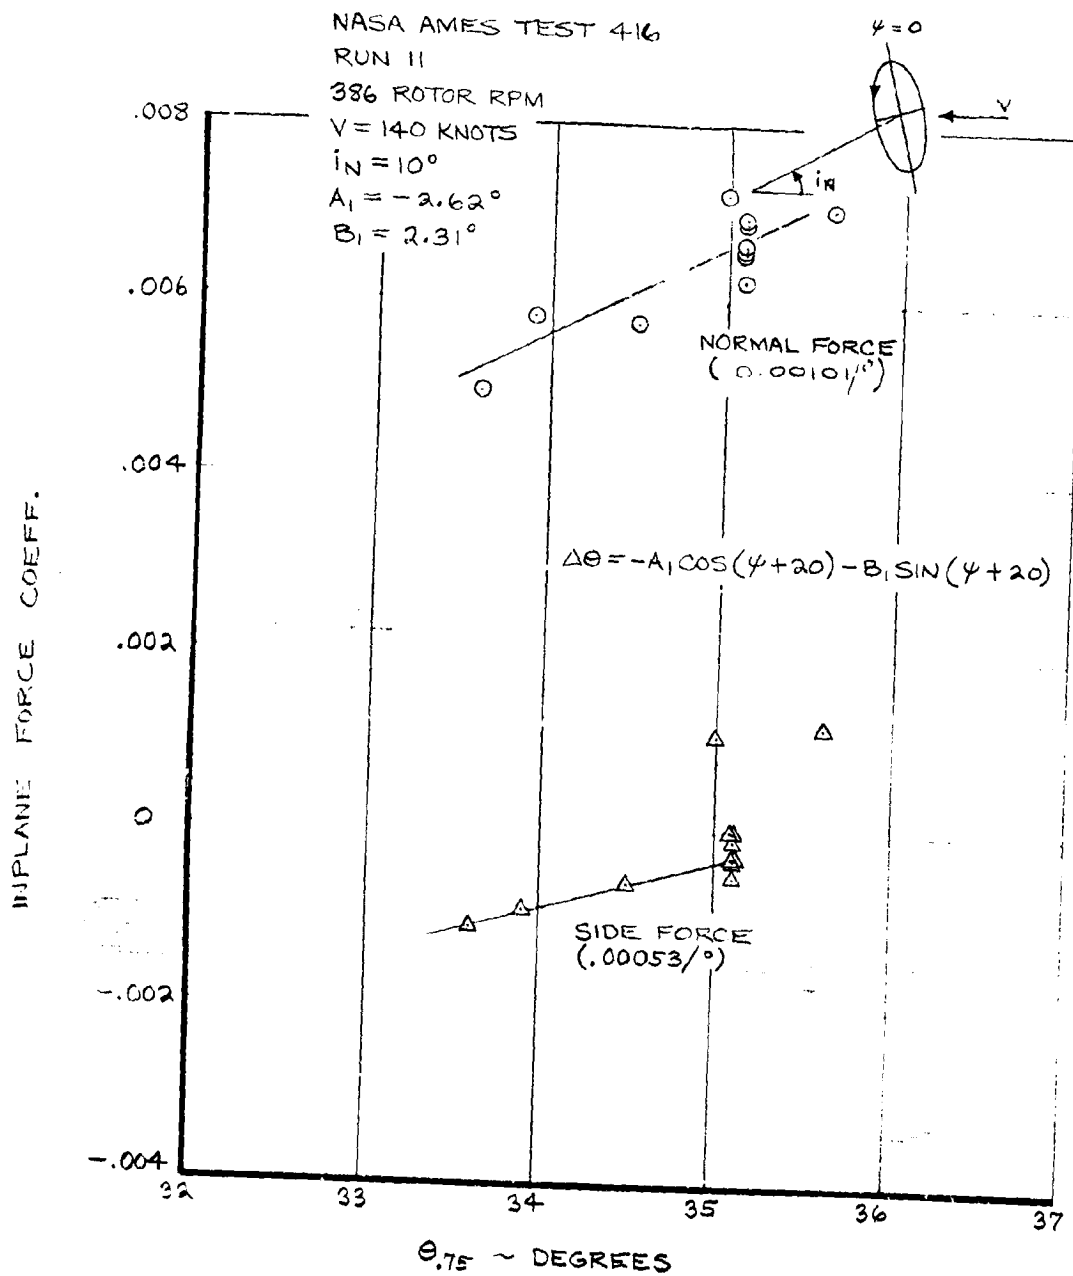 NASA AMES TEST 416
RUN 11
386 ROTOR RPM
V = 140 KNOTS
iN = 10°
A₁ = -2.62°
B₁ = 2.31°
ψ = 0
V
iN
.008
.006
.004
.002
0
-.002
-.004
INPLANE FORCE COEFF.
NORMAL FORCE
(0.00101/°)
Δθ = -A₁ COS(ψ+20) - B₁ SIN(ψ+20)
SIDE FORCE
(.00053/°)
32 33 34 35 36 37
θ.75 ~ DEGREES